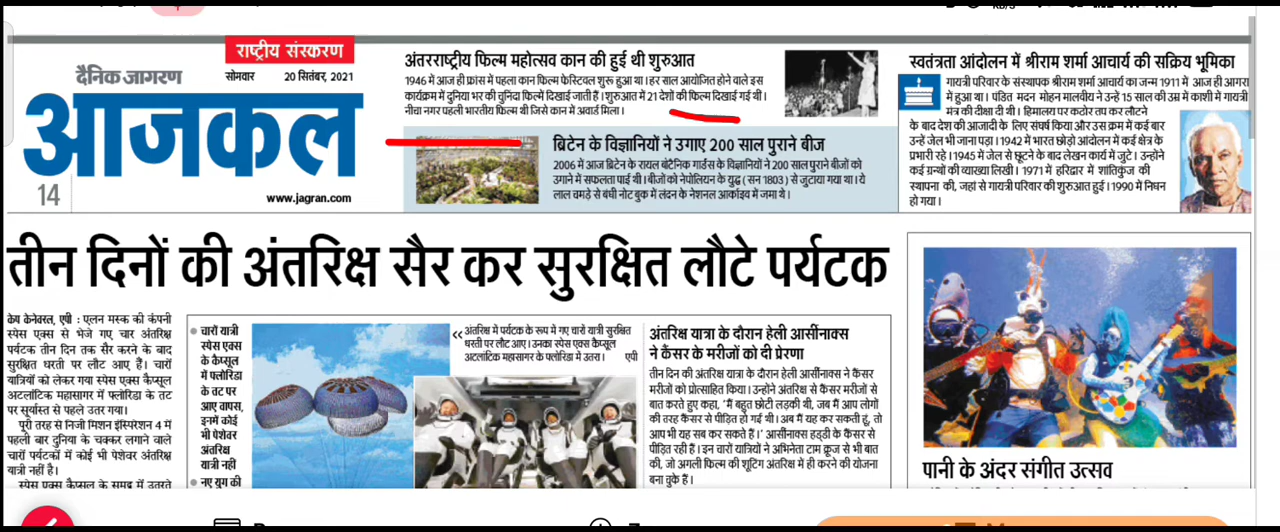 राष्ट्रीय संस्करण
दैनिक जागरण
सोमवार 20 सितंबर, 2021
आजकल
14
www.jagran.com
अंतरराष्ट्रीय फिल्म महोत्सव कान की हुई थी शुरुआत
1946 में आज ही फ्रांस में पहला कान फिल्म फेस्टिवल शुरू हुआ था। हर साल आयोजित होने वाले इस
कार्यक्रम में दुनिया भर की चुनिंदा फिल्में दिखाई जाती हैं। शुरुआत में 21 देशों की फिल्म दिखाई गई थी।
नीचा नगर पहली भारतीय फिल्म थी जिसे कान में अवार्ड मिला।
ब्रिटेन के विज्ञानियों ने उगाए 200 साल पुराने बीज
2006 में आज ब्रिटेन के रायल बोटेनिक गार्डंस के विज्ञानियों ने 200 साल पुराने बीजों को
उगाने में सफलता पाई थी। बीजों को नेपोलियन के युद्ध (सन 1803) से जुटाया गया था। ये
लाल चमड़े से बंधी नोट बुक में लंदन के नेशनल आर्काइव में जमा थे।
स्वतंत्रता आंदोलन में श्रीराम शर्मा आचार्य की सक्रिय भूमिका
गायत्री परिवार के संस्थापक श्रीराम शर्मा आचार्य का जन्म 1911 में आज ही आगरा
में हुआ था। पंडित मदन मोहन मालवीय ने उन्हें 15 साल की उम्र में काशी में गायत्री
मंत्र की दीक्षा दी थी। हिमालय पर कठोर तप कर लौटने
के बाद देश की आजादी के लिए संघर्ष किया और उस क्रम में कई बार
उन्हें जेल भी जाना पड़ा। 1942 में भारत छोड़ो आंदोलन में कई क्षेत्र के
प्रभारी रहे। 1945 में जेल से छूटने के बाद लेखन कार्य में जुटे। उन्होंने
कई ग्रन्थों की व्याख्या लिखी। 1971 में हरिद्वार में शांतिकुंज की
स्थापना की, जहां से गायत्री परिवार की शुरुआत हुई। 1990 में निधन
हो गया।
तीन दिनों की अंतरिक्ष सैर कर सुरक्षित लौटे पर्यटक
केप केनेवरल, एपी : एलन मस्क की कंपनी
स्पेस एक्स से भेजे गए चार अंतरिक्ष
पर्यटक तीन दिन तक सैर करने के बाद
सुरक्षित धरती पर लौट आए हैं। चारों
यात्रियों को लेकर गया स्पेस एक्स कैप्सूल
अटलांटिक महासागर में फ्लोरिडा के तट
पर सूर्यास्त से पहले उतर गया।
पूरी तरह से निजी मिशन इंस्पिरेशन 4 में
पहली बार दुनिया के चक्कर लगाने वाले
चारों पर्यटकों में कोई भी पेशेवर अंतरिक्ष
यात्री नहीं है।
स्पेस एक्स कैप्सूल के समुद्र में उतरते
चारों यात्री
स्पेस एक्स
के कैप्सूल
में फ्लोरिडा
के तट पर
आए वापस,
इनमें कोई
भी पेशेवर
अंतरिक्ष
यात्री नहीं
नए युग की
अंतरिक्ष में पर्यटक के रूप में गए चारों यात्री सुरक्षित
धरती पर लौट आए। उनका स्पेस एक्स कैप्सूल
अटलांटिक महासागर के फ्लोरिडा में उतरा। एपी
अंतरिक्ष यात्रा के दौरान हेली आर्सीनाक्स
ने कैंसर के मरीजों को दी प्रेरणा
तीन दिन की अंतरिक्ष यात्रा के दौरान हेली आर्सीनाक्स ने कैंसर
मरीजों को प्रोत्साहित किया। उन्होंने अंतरिक्ष से कैंसर मरीजों से
बात करते हुए कहा, 'मैं बहुत छोटी लड़की थी, जब मैं आप लोगों
की तरह कैंसर से पीड़ित हो गई थी। अब मैं यह कर सकती हूं, तो
आप भी यह सब कर सकते हैं।' आर्सीनाक्स हड्डी के कैंसर से
पीड़ित रही हैं। इन चारों यात्रियों ने अभिनेता टाम क्रूज से भी बात
की, जो अगली फिल्म की शूटिंग अंतरिक्ष में ही करने की योजना
बना चुके हैं।
पानी के अंदर संगीत उत्सव